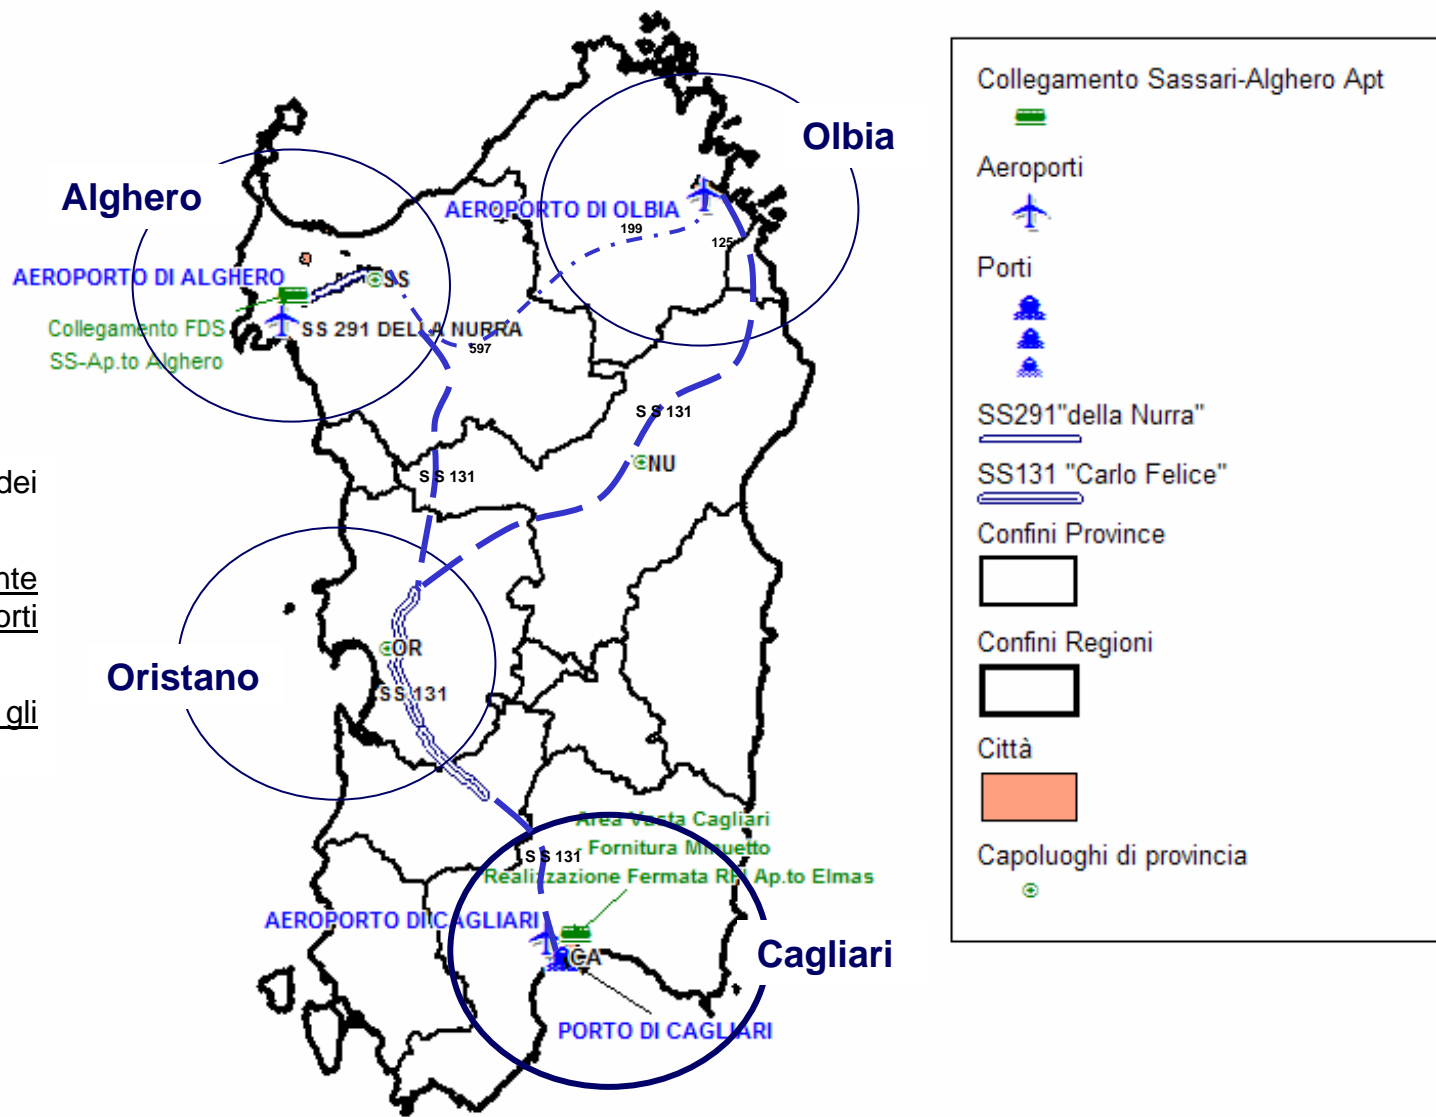 Olbia
Alghero
AEROPORTO DI OLBIA
199
125
AEROPORTO DI ALGHERO
SS
Collegamento FDS
SS-Ap.to Alghero
SS 291 DELLA NURRA
597
S S 131
NU
S S 131
dei
nte
orti
gli
OR
Oristano
SS 131
Area Vasta Cagliari
- Fornitura Minuetto
S S 131
Realizzazione Fermata RFI Ap.to Elmas
AEROPORTO DI CAGLIARI
CA
Cagliari
PORTO DI CAGLIARI
Collegamento Sassari-Alghero Apt
Aeroporti
Porti
SS291"della Nurra"
SS131 "Carlo Felice"
Confini Province
Confini Regioni
Città
Capoluoghi di provincia